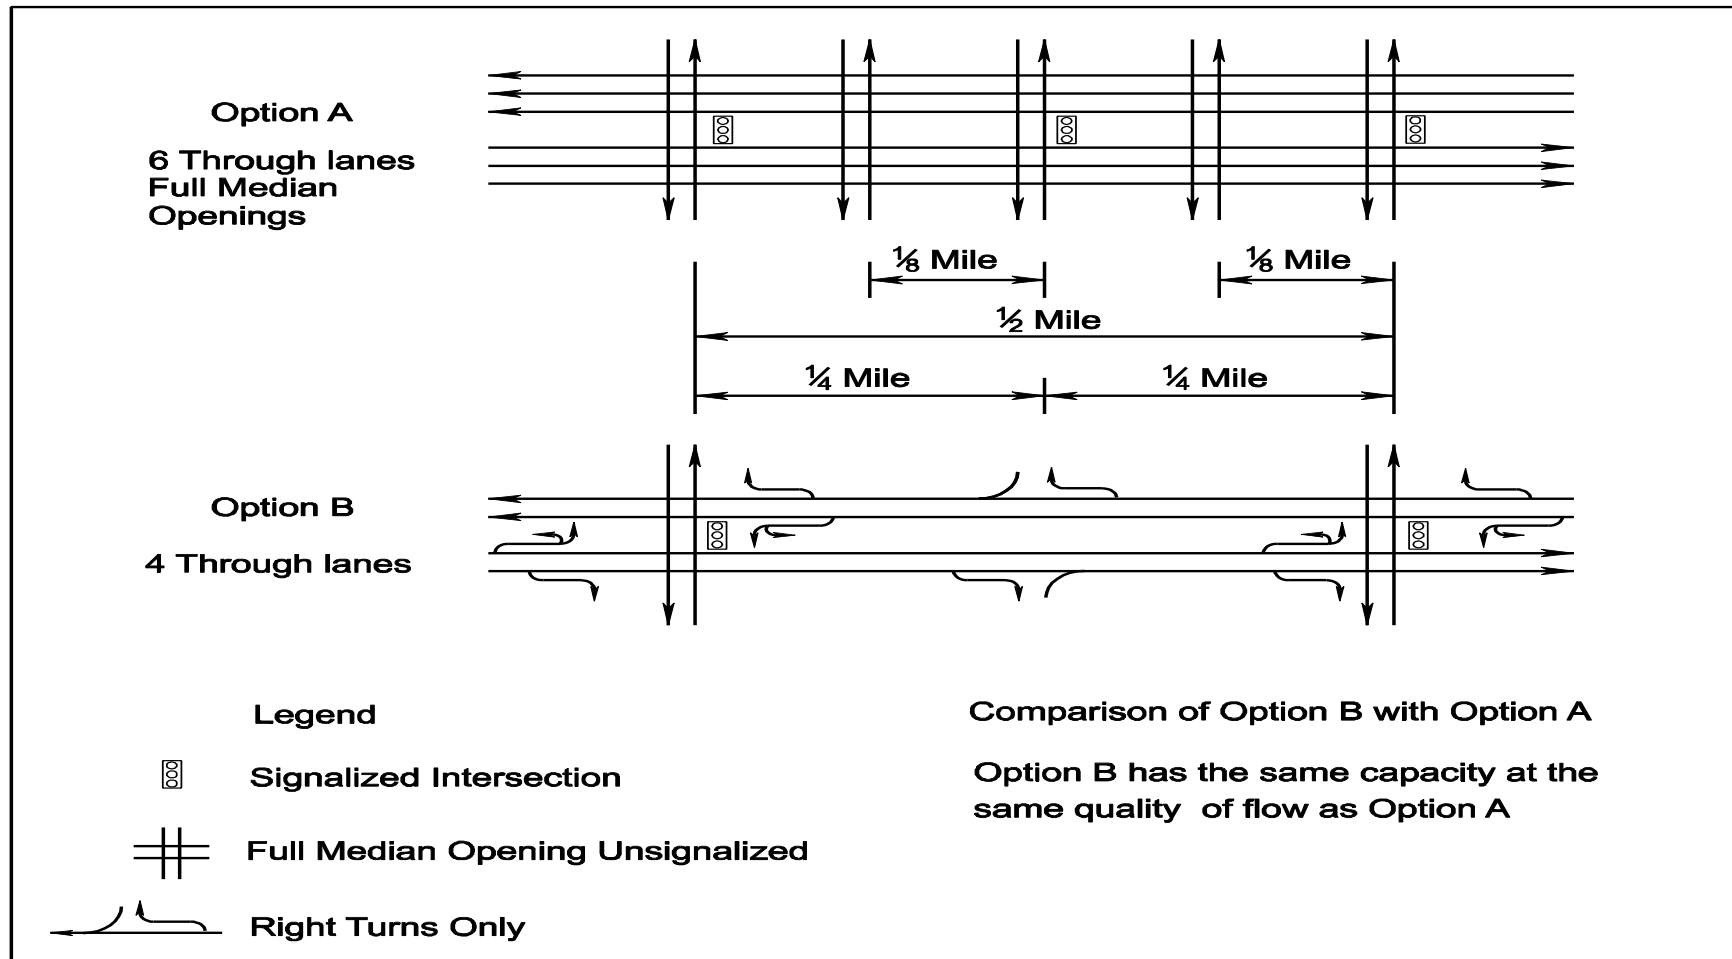 Option A
6 Through lanes
Full Median
Openings
⅛ Mile
⅛ Mile
½ Mile
¼ Mile
¼ Mile
Option B
4 Through lanes
Legend
Signalized Intersection
Full Median Opening Unsignalized
Right Turns Only
Comparison of Option B with Option A
Option B has the same capacity at the
same quality of flow as Option A